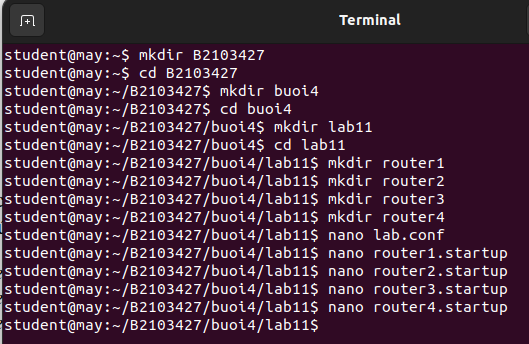 Terminal
student@may:~$ mkdir B2103427
student@may:~$ cd B2103427
student@may:~/B2103427$ mkdir buoi4
student@may:~/B2103427$ cd buoi4
student@may:~/B2103427/buoi4$ mkdir lab11
student@may:~/B2103427/buoi4$ cd lab11
student@may:~/B2103427/buoi4/lab11$ mkdir router1
student@may:~/B2103427/buoi4/lab11$ mkdir router2
student@may:~/B2103427/buoi4/lab11$ mkdir router3
student@may:~/B2103427/buoi4/lab11$ mkdir router4
student@may:~/B2103427/buoi4/lab11$ nano lab.conf
student@may:~/B2103427/buoi4/lab11$ nano router1.startup
student@may:~/B2103427/buoi4/lab11$ nano router2.startup
student@may:~/B2103427/buoi4/lab11$ nano router3.startup
student@may:~/B2103427/buoi4/lab11$ nano router4.startup
student@may:~/B2103427/buoi4/lab11$